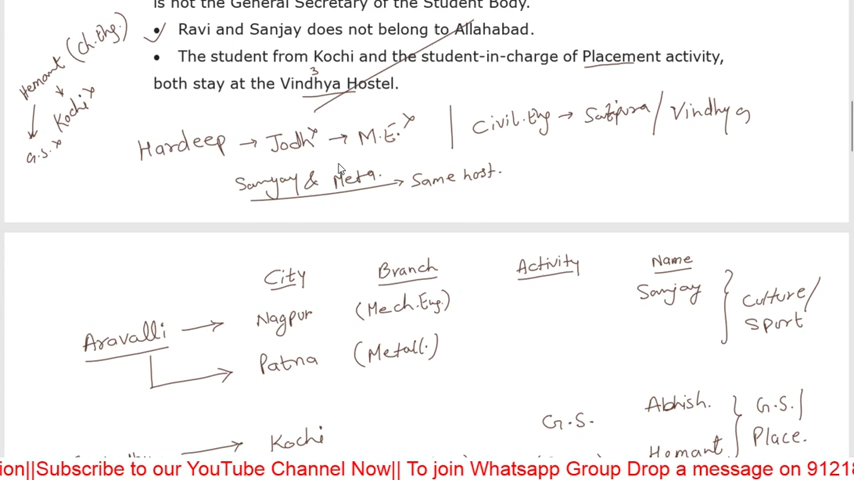 is not the General Secretary of the Student Body.
• Ravi and Sanjay does not belong to Allahabad.
• The student from Kochi and the student-in-charge of Placement activity,
3
both stay at the Vindhya Hostel.
Hemant (Ch.Eng.)
Kochi x
G.S. x
Hardeep → Jodh x → M.E. x | Civil.Eng → Satpura / Vindhya
Sanjay & Meta. → Same host.
City Branch Activity Name
Aravalli → Nagpur (Mech.Eng.) Sanjay } Culture/
Sport
Patna (Metall.)
→ Kochi G.S. Abhish. } G.S./
Hemant Place.
ion||Subscribe to our YouTube Channel Now|| To join Whatsapp Group Drop a message on 91218